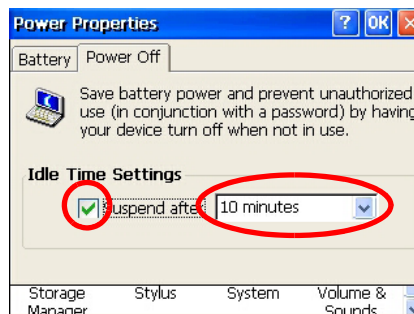 Power Properties ? OK
Battery Power Off
Save battery power and prevent unauthorized
use (in conjunction with a password) by having
your device turn off when not in use.
Idle Time Settings
Suspend after 10 minutes
Storage Stylus System Volume &
Manager Sounds